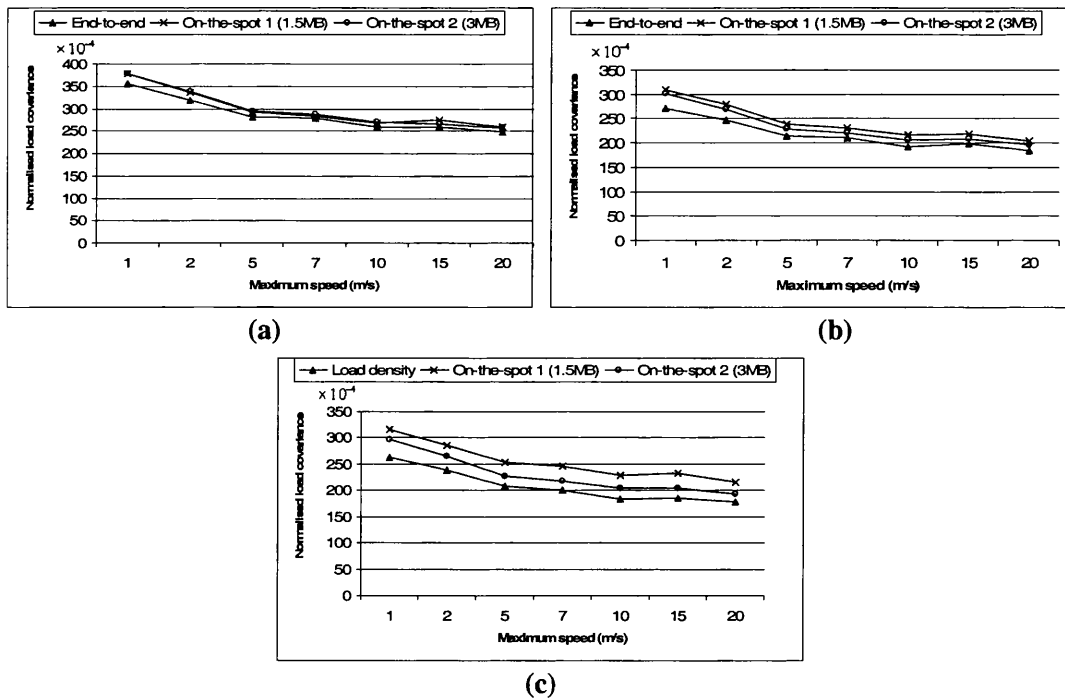 End-to-end On-the-spot 1 (1.5MB) On-the-spot 2 (3MB)
× 10⁻⁴
400
350
300
250
200
150
100
50
0
Normalised load covariance
1 2 5 7 10 15 20
Maximum speed (m/s)
(a)
End-to-end On-the-spot 1 (1.5MB) On-the-spot 2 (3MB)
× 10⁻⁴
350
300
250
200
150
100
50
0
Normalised load covariance
1 2 5 7 10 15 20
Maximum speed (m/s)
(b)
Load density On-the-spot 1 (1.5MB) On-the-spot 2 (3MB)
× 10⁻⁴
350
300
250
200
150
100
50
0
Normalised load covariance
1 2 5 7 10 15 20
Maximum speed (m/s)
(c)